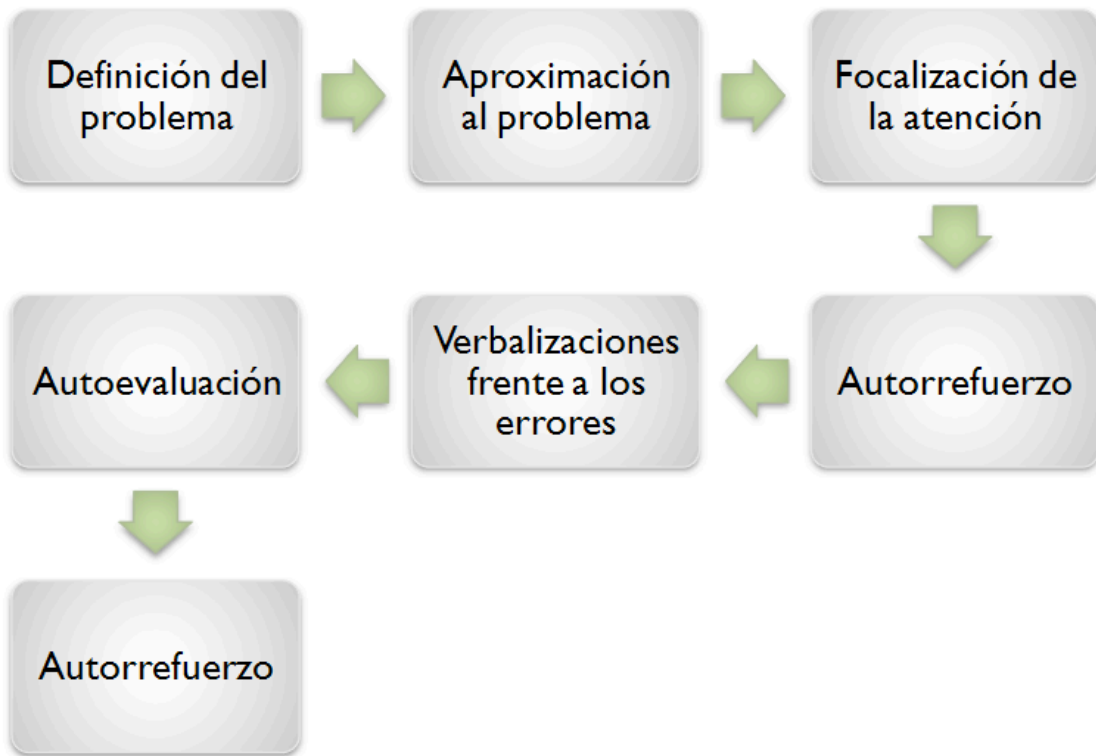 Definición del
problema
Aproximación
al problema
Focalización de
la atención
Autorrefuerzo
Verbalizaciones
frente a los
errores
Autoevaluación
Autorrefuerzo